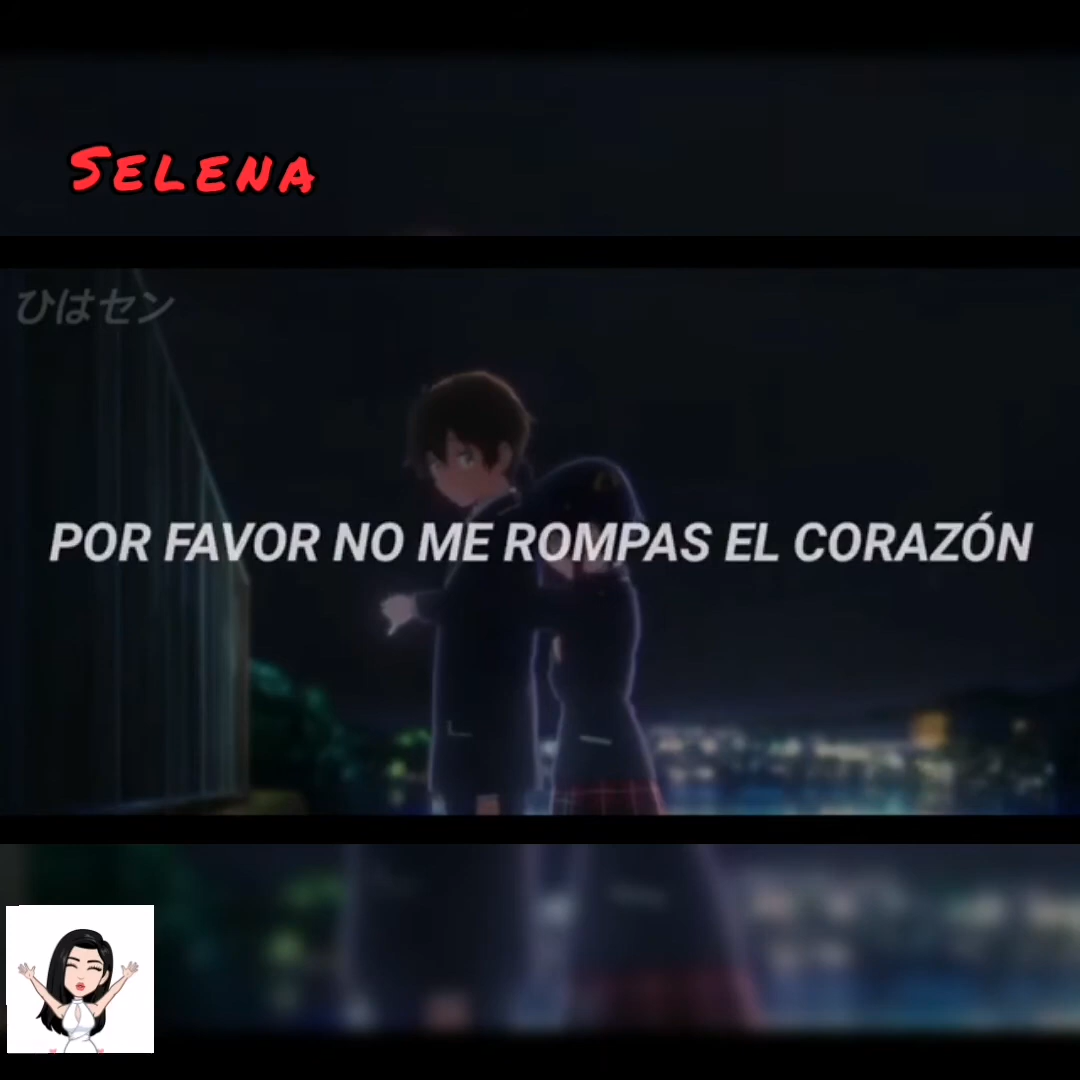 SELENA
ひはセン
POR FAVOR NO ME ROMPAS EL CORAZÓN